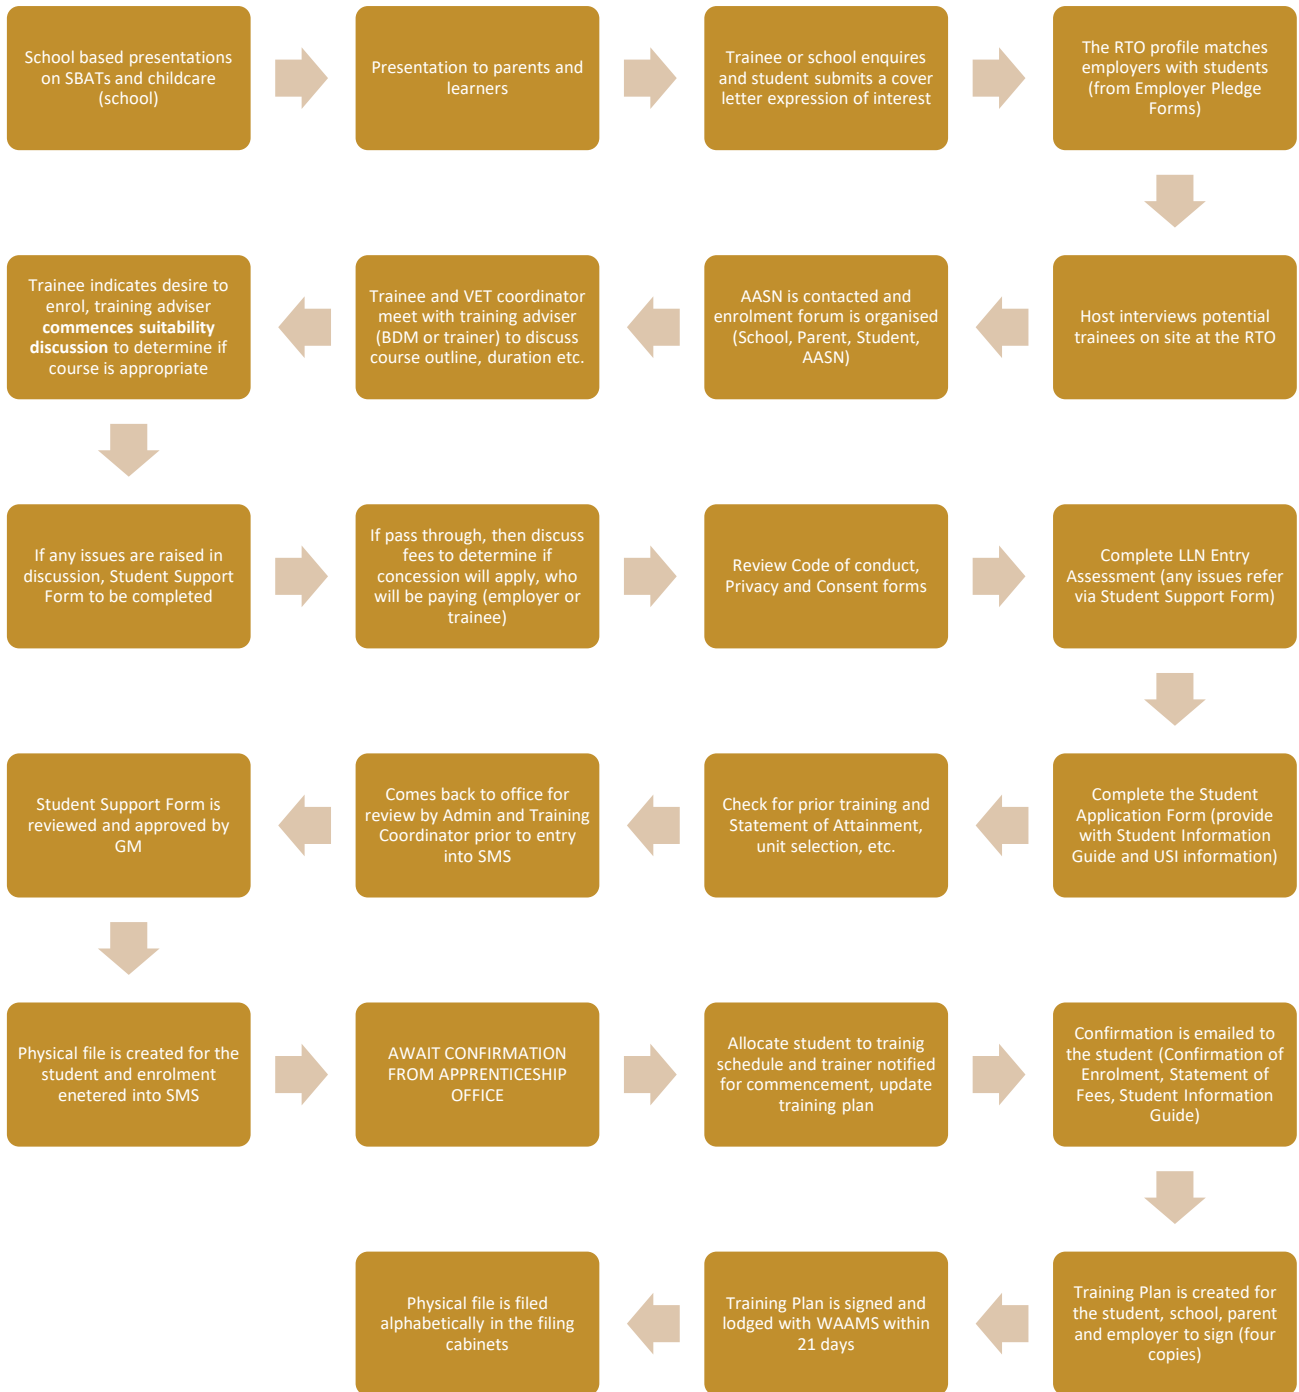 School based presentations
on SBATs and childcare
(school)
Presentation to parents and
learners
Trainee or school enquires
and student submits a cover
letter expression of interest
The RTO profile matches
employers with students
(from Employer Pledge
Forms)
Host interviews potential
trainees on site at the RTO
AASN is contacted and
enrolment forum is organised
(School, Parent, Student,
AASN)
Trainee and VET coordinator
meet with training adviser
(BDM or trainer) to discuss
course outline, duration etc.
Trainee indicates desire to
enrol, training adviser
commences suitability
discussion to determine if
course is appropriate
If any issues are raised in
discussion, Student Support
Form to be completed
If pass through, then discuss
fees to determine if
concession will apply, who
will be paying (employer or
trainee)
Review Code of conduct,
Privacy and Consent forms
Complete LLN Entry
Assessment (any issues refer
via Student Support Form)
Complete the Student
Application Form (provide
with Student Information
Guide and USI information)
Check for prior training and
Statement of Attainment,
unit selection, etc.
Comes back to office for
review by Admin and Training
Coordinator prior to entry
into SMS
Student Support Form is
reviewed and approved by
GM
Physical file is created for the
student and enrolment
enetered into SMS
AWAIT CONFIRMATION
FROM APPRENTICESHIP
OFFICE
Allocate student to trainig
schedule and trainer notified
for commencement, update
training plan
Confirmation is emailed to
the student (Confirmation of
Enrolment, Statement of
Fees, Student Information
Guide)
Training Plan is created for
the student, school, parent
and employer to sign (four
copies)
Training Plan is signed and
lodged with WAAMS within
21 days
Physical file is filed
alphabetically in the filing
cabinets